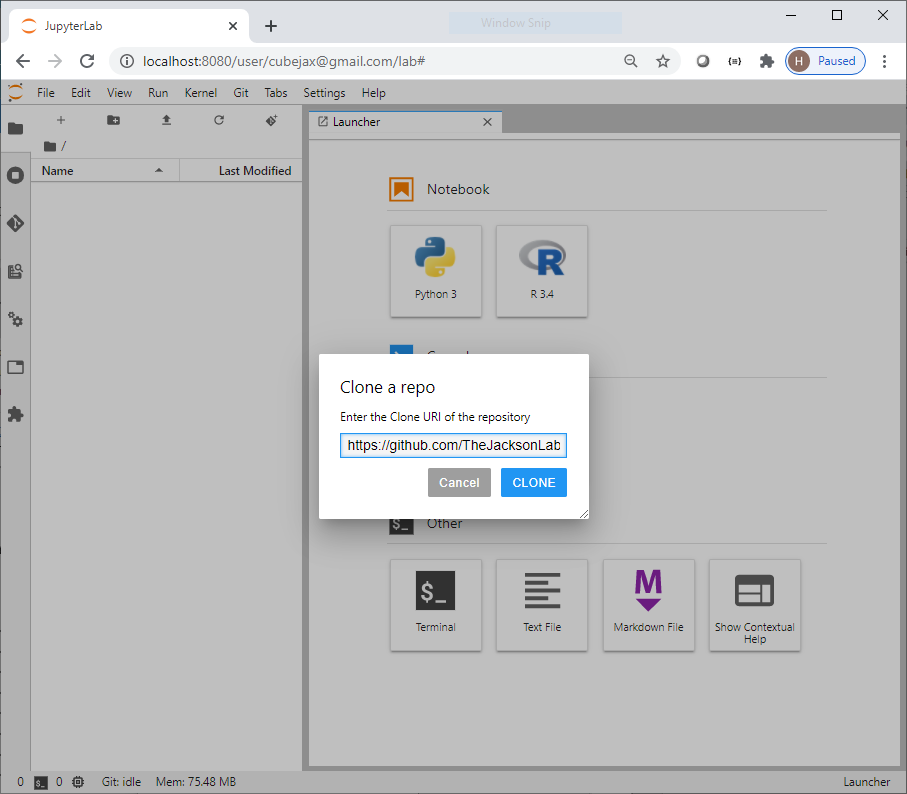 JupyterLab
Window Snip
localhost:8080/user/cubejax@gmail.com/lab#
H Paused
File Edit View Run Kernel Git Tabs Settings Help
Launcher
/
Name Last Modified
Notebook
Python 3
R 3.4
Clone a repo
Enter the Clone URI of the repository
https://github.com/TheJacksonLab
Cancel CLONE
$_ Other
$_
Terminal
Text File
M
Markdown File
Show Contextual
Help
0 $_ 0 Git: idle Mem: 75.48 MB Launcher